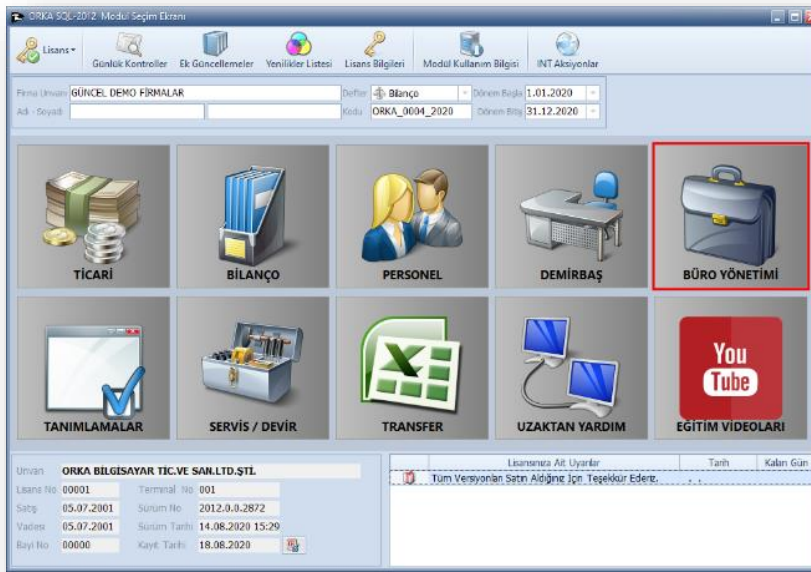 ORKA SQL-2012 Modül Seçim Ekranı
Lisans
Günlük Kontroller Ek Güncellemeler Yenilikler Listesi Lisans Bilgileri Modül Kullanım Bilgisi INT Aksiyonlar
Firma Unvanı GÜNCEL DEMO FİRMALAR Defter Bilanço Dönem Başla 1.01.2020
Adı - Soyadı Kodu ORKA_0004_2020 Dönem Bitiş 31.12.2020
TİCARİ BİLANÇO PERSONEL DEMİRBAŞ BÜRO YÖNETİMİ
You
Tube
TANIMLAMALAR SERVİS / DEVİR TRANSFER UZAKTAN YARDIM EĞİTİM VİDEOLARI
Unvan ORKA BİLGİSAYAR TİC.VE SAN.LTD.ŞTİ.
Lisans No 00001 Terminal No 001
Satış 05.07.2001 Sürüm No 2012.0.0.2872
Vadesi 05.07.2001 Sürüm Tarihi 14.08.2020 15:29
Bayi No 00000 Kayıt Tarihi 18.08.2020
Lisansınıza Ait Uyarılar Tarih Kalan Gün
Tüm Versiyonları Satın Aldığınız İçin Teşekkür Ederiz. . .